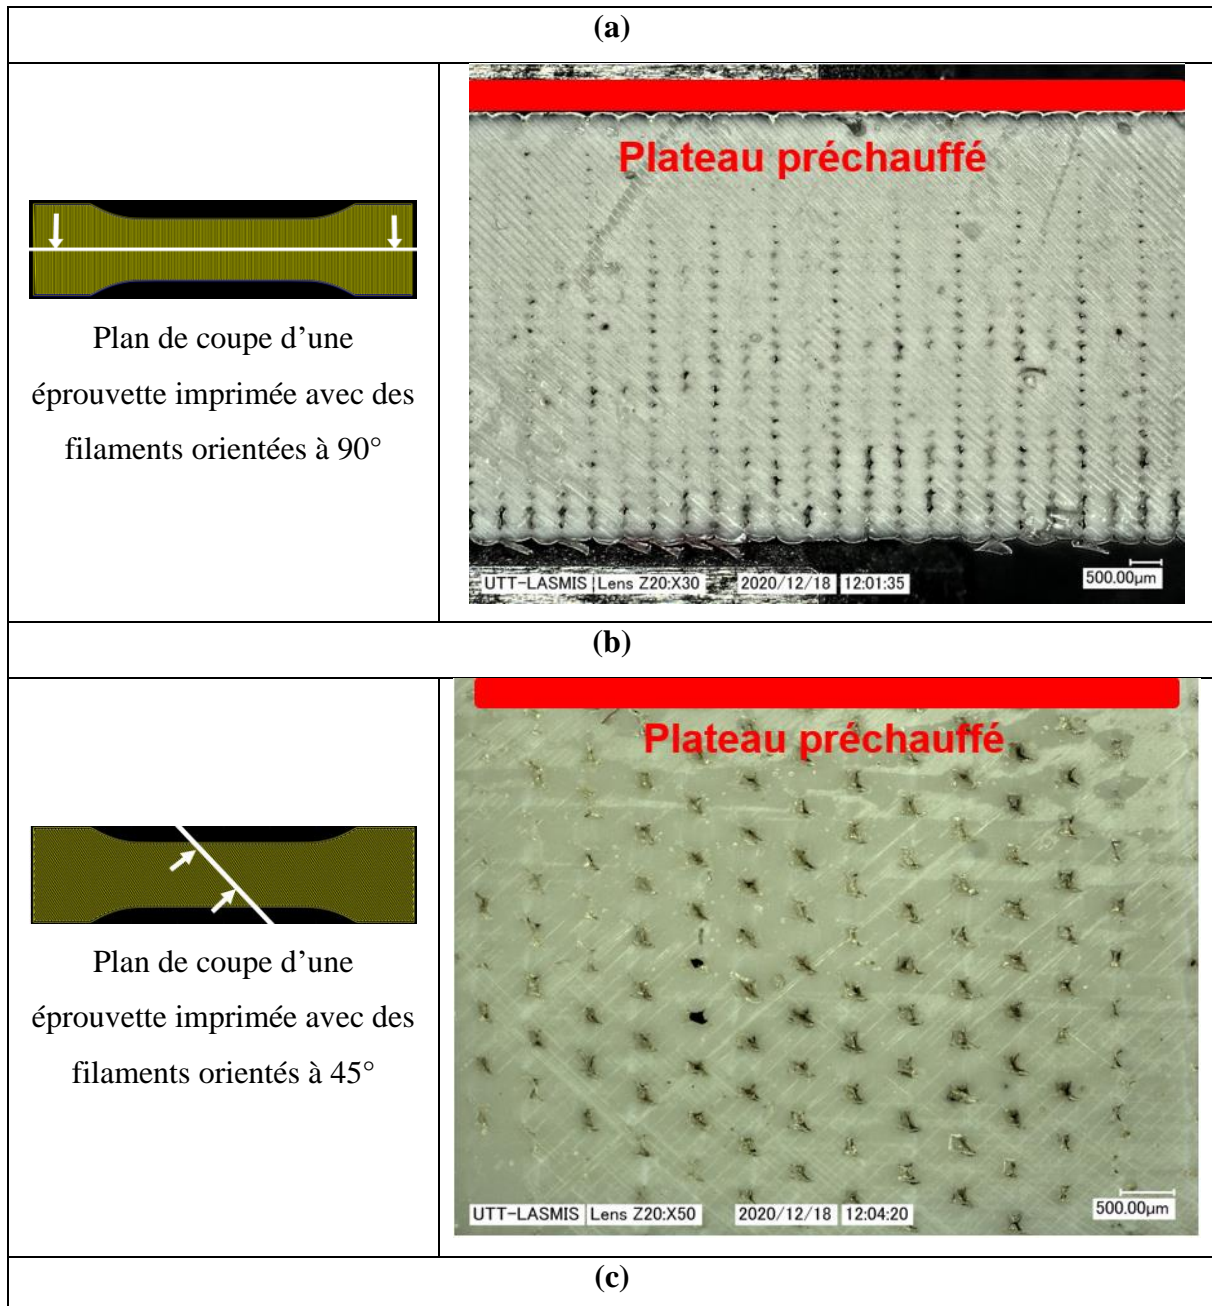 (a)
Plateau préchauffé
Plan de coupe d’une
éprouvette imprimée avec des
filaments orientées à 90°
UTT-LASMIS Lens Z20:X30 2020/12/18 12:01:35
500.00µm
(b)
Plateau préchauffé
Plan de coupe d’une
éprouvette imprimée avec des
filaments orientés à 45°
UTT-LASMIS Lens Z20:X50 2020/12/18 12:04:20
500.00µm
(c)